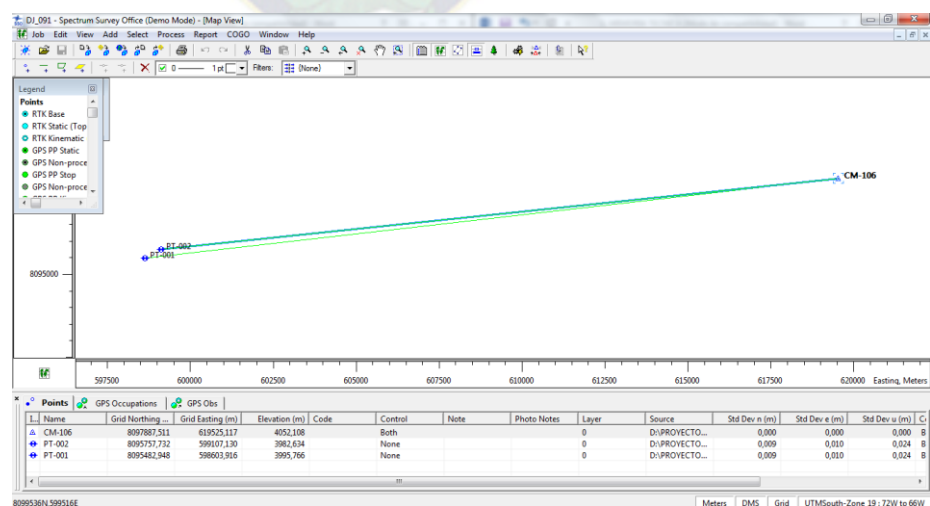 DJ_091 - Spectrum Survey Office (Demo Mode) - [Map View]
Job Edit View Add Select Process Report COGO Window Help
0 1 pt Filters: (None)
Legend
Points
RTK Base
RTK Static (Top
RTK Kinematic
GPS PP Static
GPS Non-proce
GPS PP Stop
GPS Non-proce
CM-106
PT-002
PT-001
8095000
597500 600000 602500 605000 607500 610000 612500 615000 617500 620000 Easting, Meters
Points GPS Occupations GPS Obs
I... Name Grid Northing ... Grid Easting (m) Elevation (m) Code Control Note Photo Notes Layer Source Std Dev n (m) Std Dev e (m) Std Dev u (m)
CM-106 8097887,511 619525,117 4052,108 Both 0 D:\PROYECTO... 0,000 0,000 0,000 B
PT-002 8095757,732 599107,130 3982,634 None 0 D:\PROYECTO... 0,009 0,010 0,024 B
PT-001 8095482,948 598603,916 3995,766 None 0 D:\PROYECTO... 0,009 0,010 0,024 B
8099536N 599516E Meters DMS Grid UTMSouth-Zone 19 : 72W to 66W